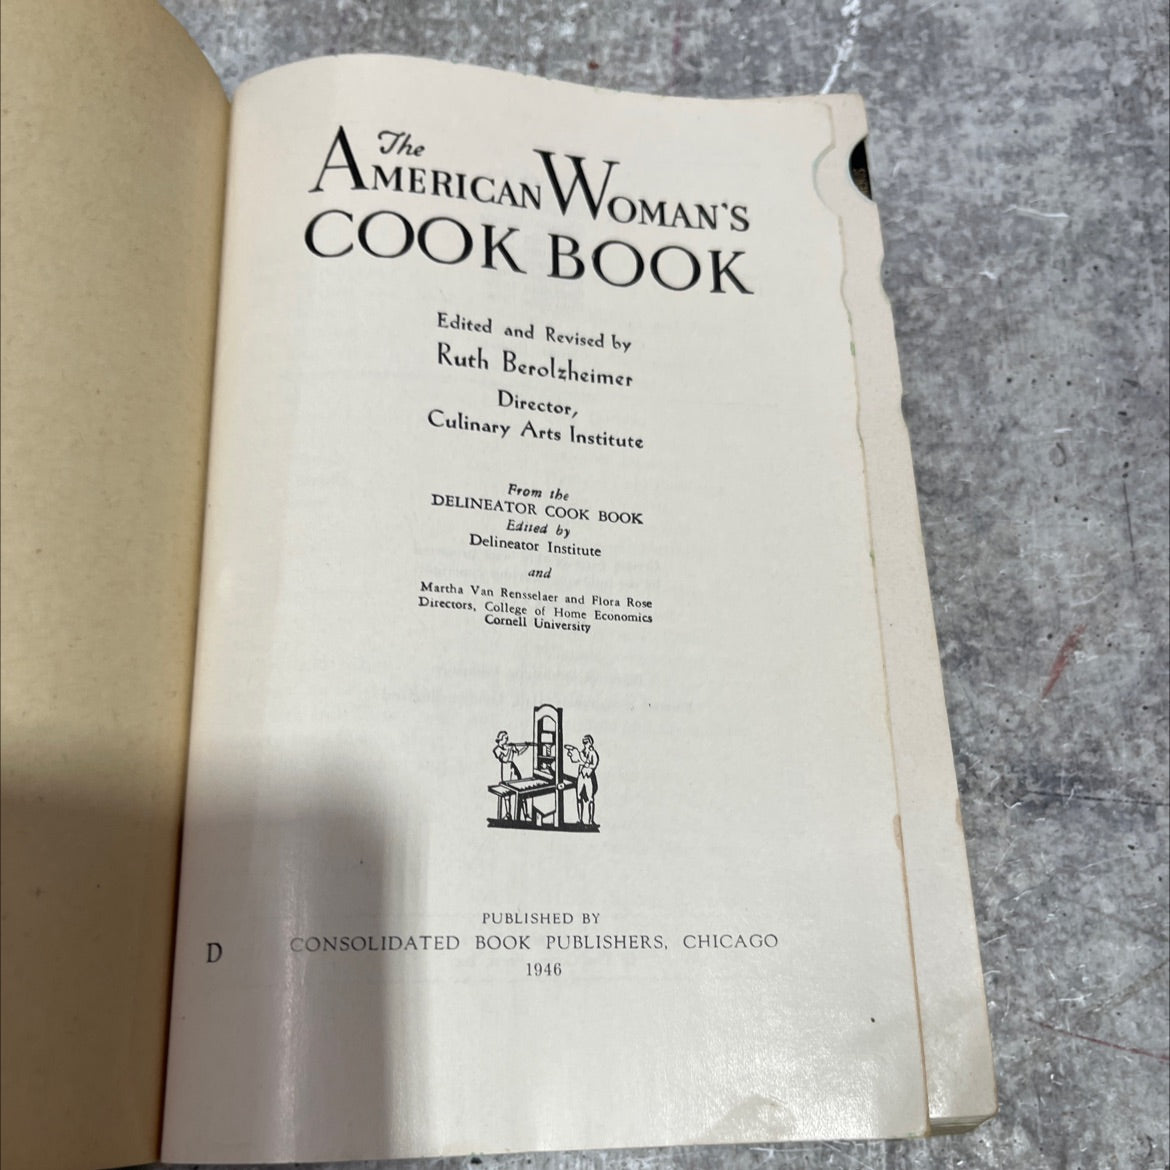 The
AMERICAN WOMAN'S
COOK BOOK
Edited and Revised by
Ruth Berolzheimer
Director,
Culinary Arts Institute
From the
DELINEATOR COOK BOOK
Edited by
Delineator Institute
and
Martha Van Rensselaer and Flora Rose
Directors, College of Home Economics
Cornell University
PUBLISHED BY
D CONSOLIDATED BOOK PUBLISHERS, CHICAGO
1946